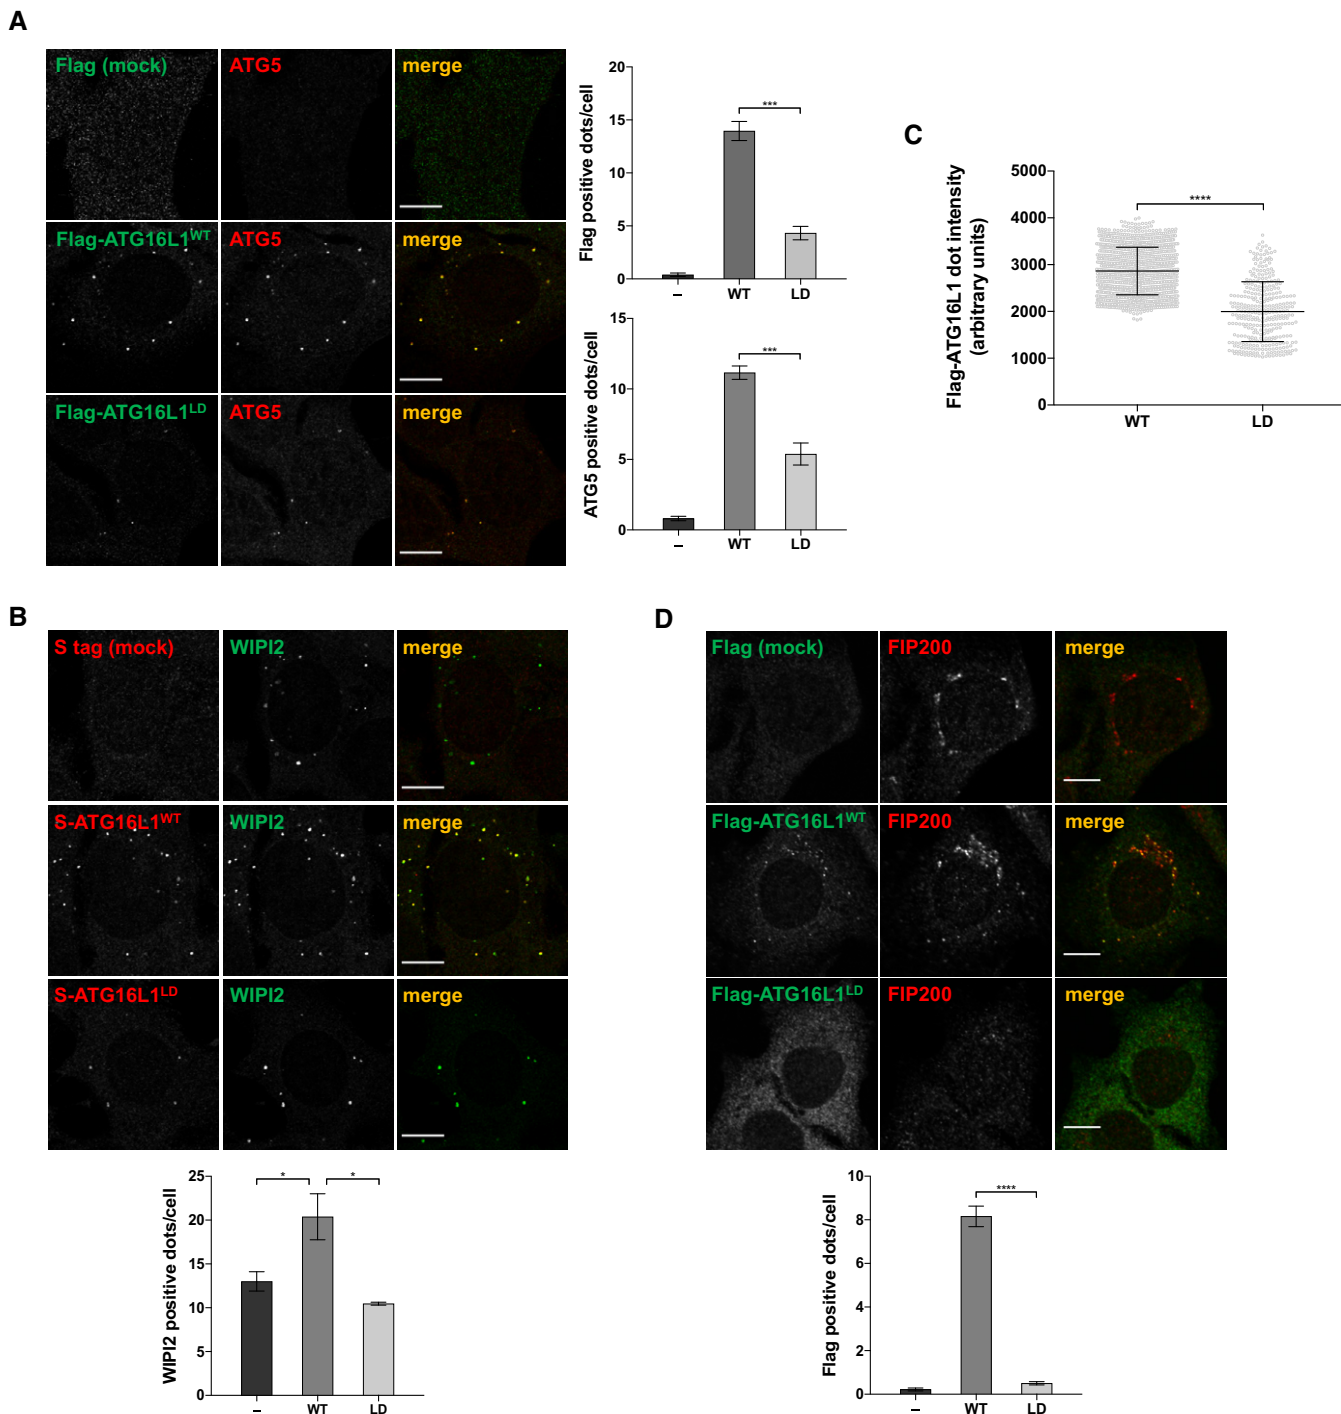 A
Flag (mock)
ATG5
merge
Flag-ATG16L1WT
ATG5
merge
Flag-ATG16L1LD
ATG5
merge
Flag positive dots/cell
20
15
10
5
0
***
–
WT
LD
ATG5 positive dots/cell
15
10
5
0
***
–
WT
LD
C
Flag-ATG16L1 dot intensity
(arbitrary units)
5000
4000
3000
2000
1000
0
****
WT
LD
B
S tag (mock)
WIPI2
merge
S-ATG16L1WT
WIPI2
merge
S-ATG16L1LD
WIPI2
merge
WIPI2 positive dots/cell
25
20
15
10
5
0
*
*
–
WT
LD
D
Flag (mock)
FIP200
merge
Flag-ATG16L1WT
FIP200
merge
Flag-ATG16L1LD
FIP200
merge
Flag positive dots/cell
10
8
6
4
2
0
****
–
WT
LD